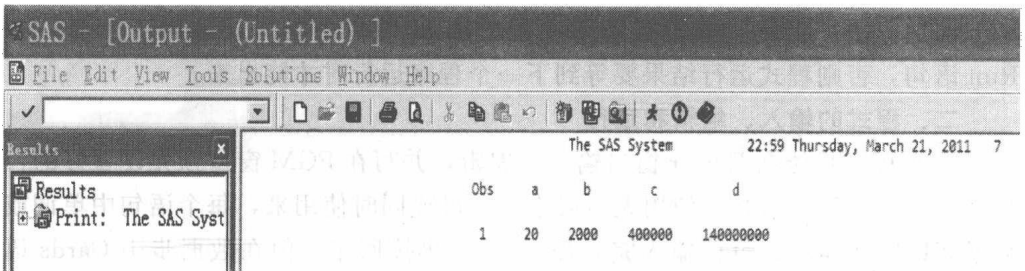 SAS - [Output - (Untitled) ]
File Edit View Tools Solutions Window Help
Results
The SAS System 22:59 Thursday, March 21, 2011 7
Results
Print: The SAS Syst
Obs a b c d
1 20 2000 400000 140000000